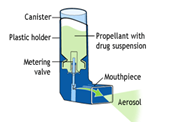 Canister
Plastic holder
Propellant with
drug suspension
Metering
valve
Mouthpiece
Aerosol